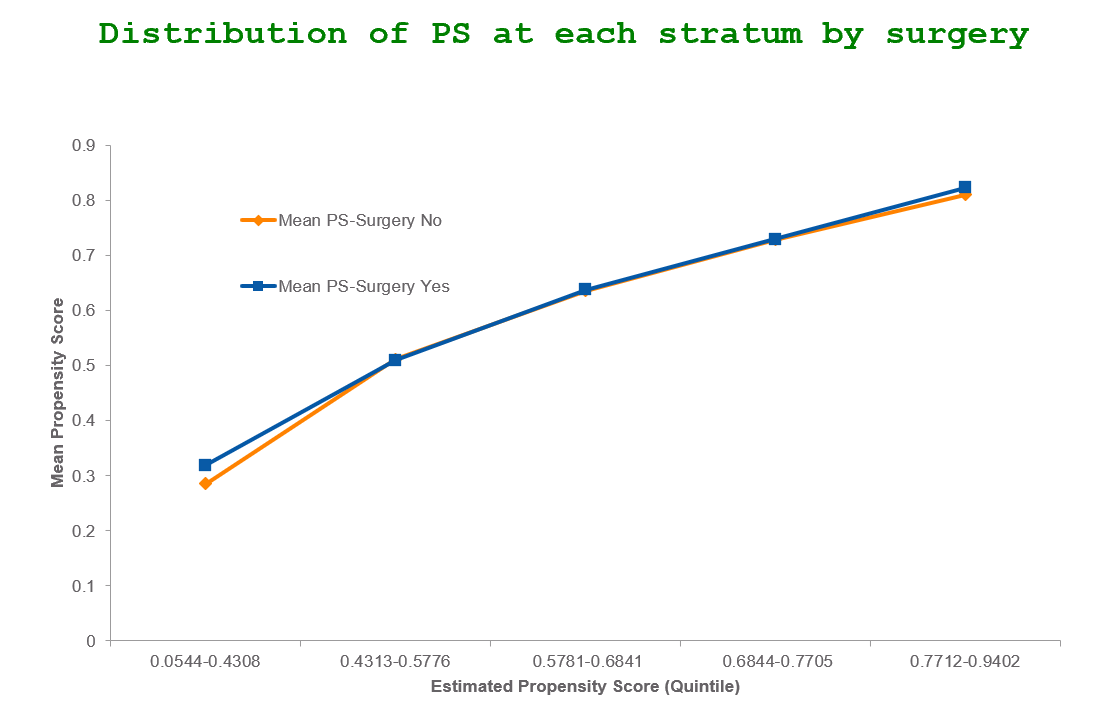 Distribution of PS at each stratum by surgery
0.9
0.8
0.7
0.6
0.5
0.4
0.3
0.2
0.1
0
Mean Propensity Score
Mean PS-Surgery No
Mean PS-Surgery Yes
0.0544-0.4308 0.4313-0.5776 0.5781-0.6841 0.6844-0.7705 0.7712-0.9402
Estimated Propensity Score (Quintile)